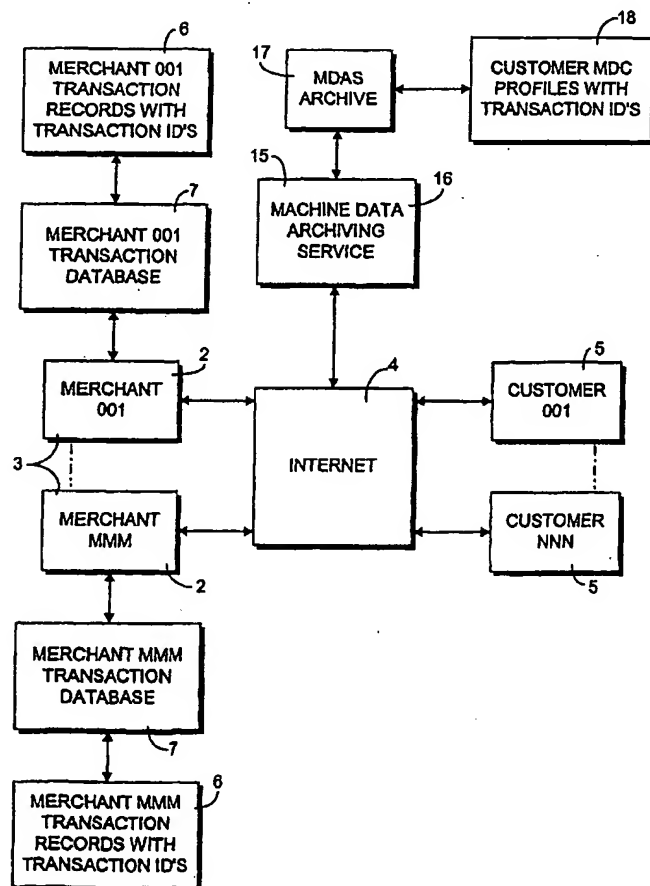 6
MERCHANT 001
TRANSACTION
RECORDS WITH
TRANSACTION ID'S
17
MDAS
ARCHIVE
18
CUSTOMER MDC
PROFILES WITH
TRANSACTION ID'S
7
MERCHANT 001
TRANSACTION
DATABASE
15
16
MACHINE DATA
ARCHIVING
SERVICE
2
MERCHANT
001
4
INTERNET
5
CUSTOMER
001
3
MERCHANT
MMM
2
CUSTOMER
NNN
5
MERCHANT MMM
TRANSACTION
DATABASE
7
6
MERCHANT MMM
TRANSACTION
RECORDS WITH
TRANSACTION ID'S